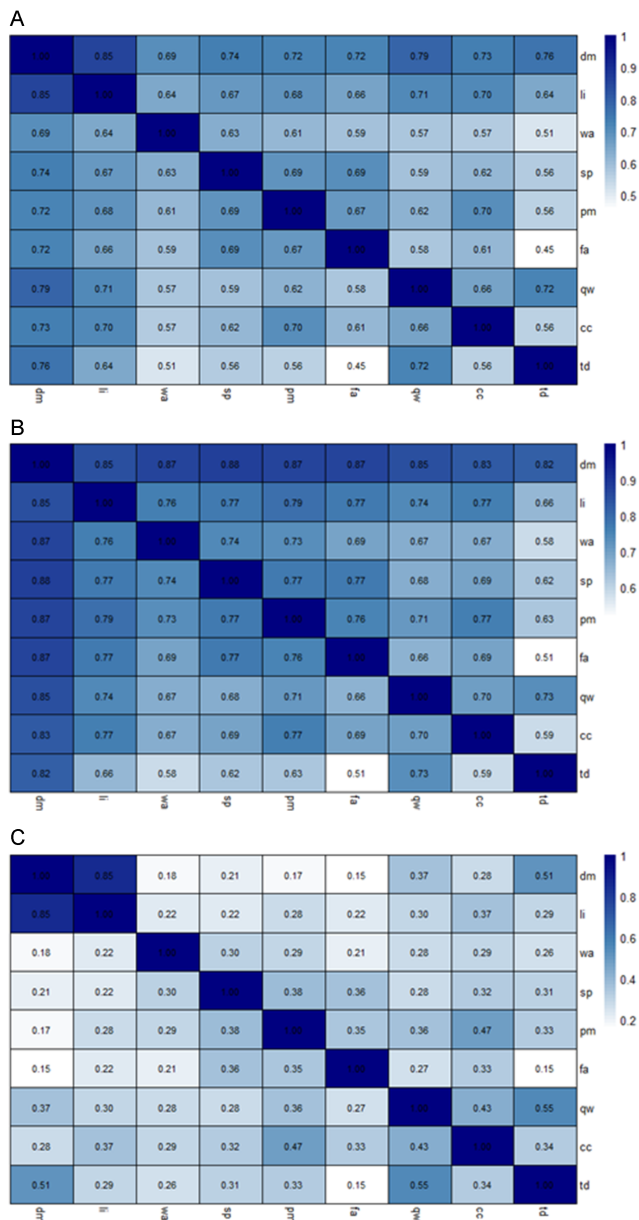 A
1.00 0.85 0.69 0.74 0.72 0.72 0.79 0.73 0.76 dm
0.85 1.00 0.64 0.67 0.68 0.66 0.71 0.70 0.64 li
0.69 0.64 1.00 0.63 0.61 0.59 0.57 0.57 0.51 wa
0.74 0.67 0.63 1.00 0.69 0.69 0.59 0.62 0.56 sp
0.72 0.68 0.61 0.69 1.00 0.67 0.62 0.70 0.56 pm
0.72 0.66 0.59 0.69 0.67 1.00 0.58 0.61 0.45 fa
0.79 0.71 0.57 0.59 0.62 0.58 1.00 0.66 0.72 qw
0.73 0.70 0.57 0.62 0.70 0.61 0.66 1.00 0.56 cc
0.76 0.64 0.51 0.56 0.56 0.45 0.72 0.56 1.00 td
dm li wa sp pm fa qw cc td
1
0.9
0.8
0.7
0.6
0.5
B
1.00 0.85 0.87 0.88 0.87 0.87 0.85 0.83 0.82 dm
0.85 1.00 0.76 0.77 0.79 0.77 0.74 0.77 0.66 li
0.87 0.76 1.00 0.74 0.73 0.69 0.67 0.67 0.58 wa
0.88 0.77 0.74 1.00 0.77 0.77 0.68 0.69 0.62 sp
0.87 0.79 0.73 0.77 1.00 0.76 0.71 0.77 0.63 pm
0.87 0.77 0.69 0.77 0.76 1.00 0.66 0.69 0.51 fa
0.85 0.74 0.67 0.68 0.71 0.66 1.00 0.70 0.73 qw
0.83 0.77 0.67 0.69 0.77 0.69 0.70 1.00 0.59 cc
0.82 0.66 0.58 0.62 0.63 0.51 0.73 0.59 1.00 td
dm li wa sp pm fa qw cc td
1
0.9
0.8
0.7
0.6
C
1.00 0.85 0.18 0.21 0.17 0.15 0.37 0.28 0.51 dm
0.85 1.00 0.22 0.22 0.28 0.22 0.30 0.37 0.29 li
0.18 0.22 1.00 0.30 0.29 0.21 0.28 0.29 0.26 wa
0.21 0.22 0.30 1.00 0.38 0.36 0.28 0.32 0.31 sp
0.17 0.28 0.29 0.38 1.00 0.35 0.36 0.47 0.33 pm
0.15 0.22 0.21 0.36 0.35 1.00 0.27 0.33 0.15 fa
0.37 0.30 0.28 0.28 0.36 0.27 1.00 0.43 0.55 qw
0.28 0.37 0.29 0.32 0.47 0.33 0.43 1.00 0.34 cc
0.51 0.29 0.26 0.31 0.33 0.15 0.55 0.34 1.00 td
dm li wa sp pm fa qw cc td
1
0.8
0.6
0.4
0.2